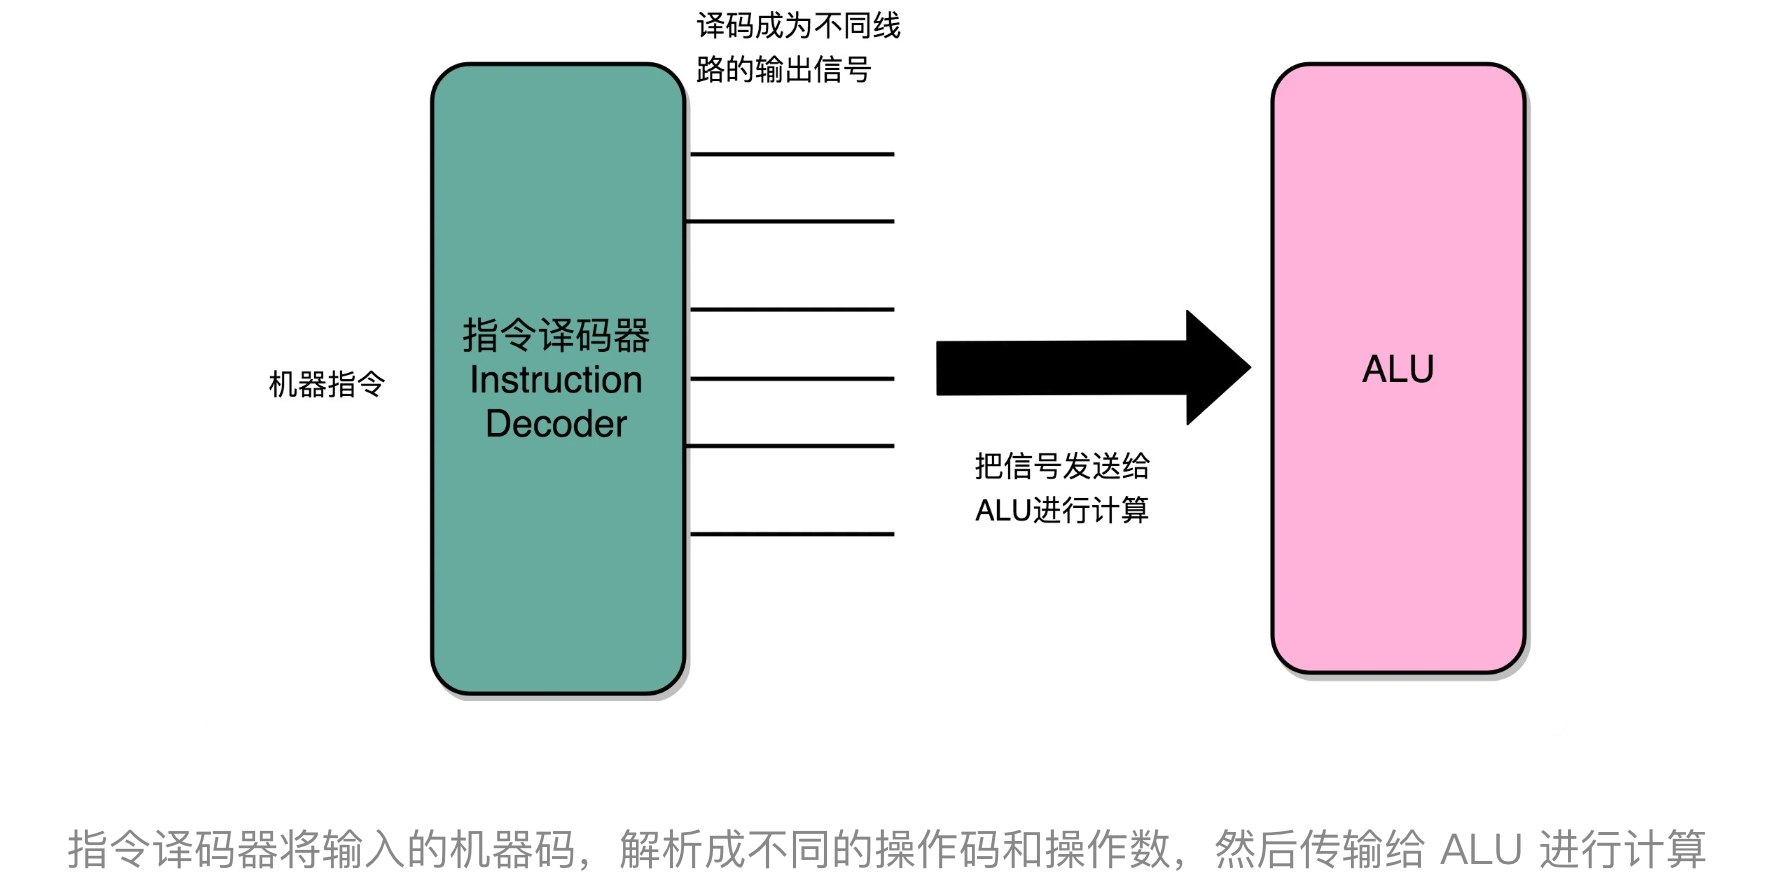 译码成为不同线
路的输出信号
机器指令
指令译码器
Instruction
Decoder
把信号发送给
ALU进行计算
ALU
指令译码器将输入的机器码，解析成不同的操作码和操作数，然后传输给 ALU 进行计算